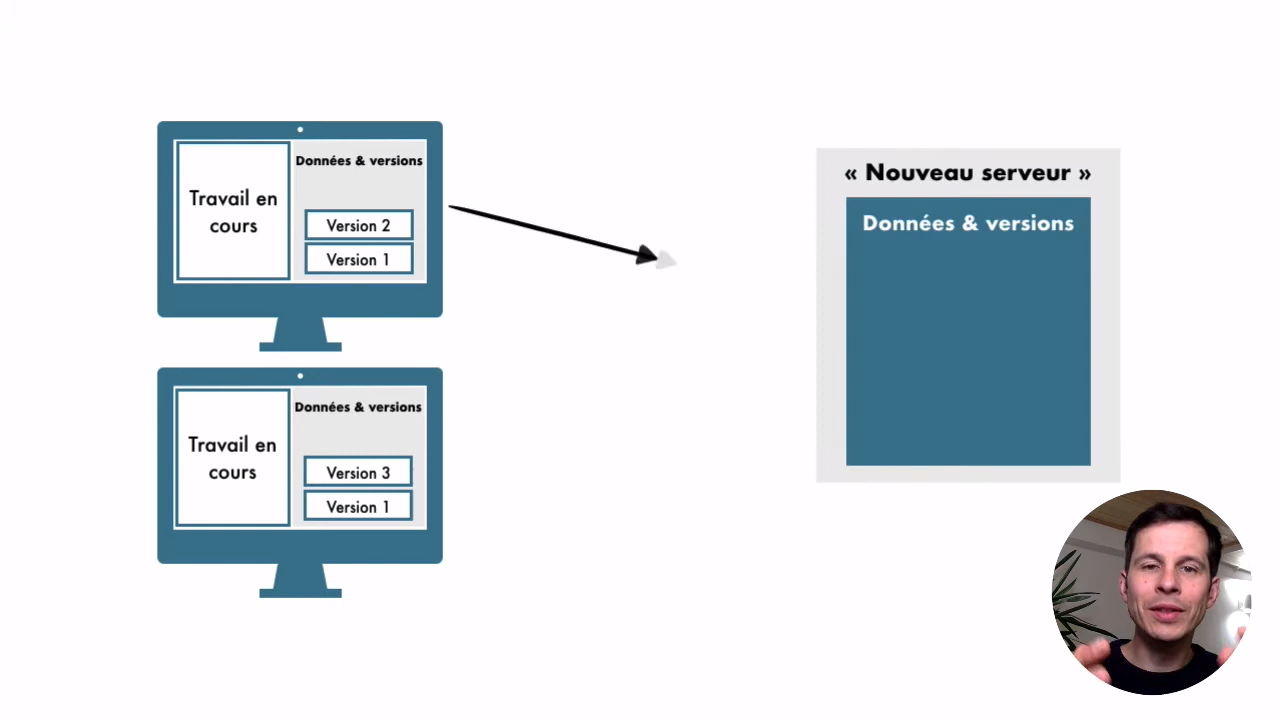 Données & versions
Travail en
cours
Version 2
Version 1
Données & versions
Travail en
cours
Version 3
Version 1
« Nouveau serveur »
Données & versions